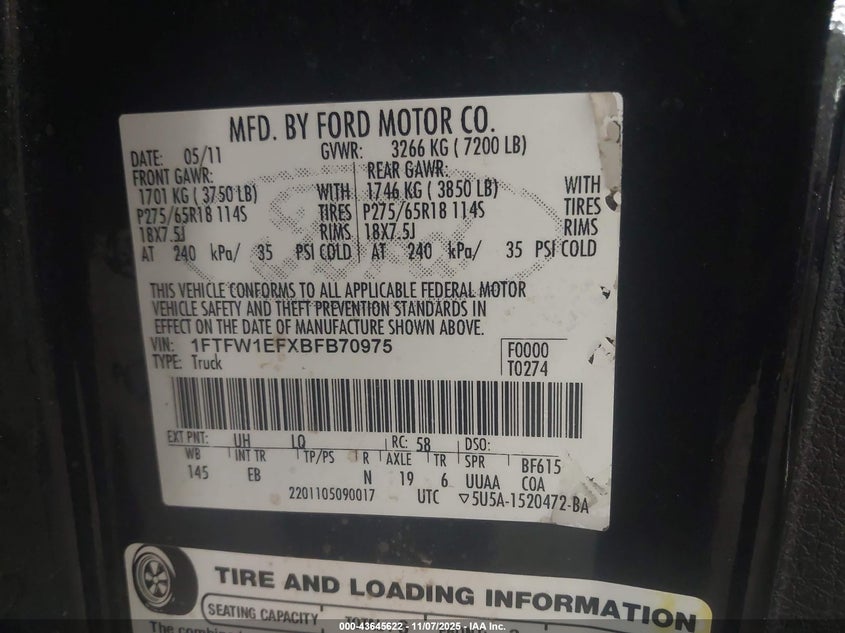 MFD. BY FORD MOTOR CO.
DATE: 05/11 GVWR: 3266 KG ( 7200 LB)
FRONT GAWR: REAR GAWR:
1701 KG ( 3750 LB) WITH 1746 KG ( 3850 LB) WITH
P275/65R18 114S TIRES P275/65R18 114S TIRES
18X7.5J RIMS 18X7.5J RIMS
AT 240 kPa/ 35 PSI COLD AT 240 kPa/ 35 PSI COLD
THIS VEHICLE CONFORMS TO ALL APPLICABLE FEDERAL MOTOR
VEHICLE SAFETY AND THEFT PREVENTION STANDARDS IN
EFFECT ON THE DATE OF MANUFACTURE SHOWN ABOVE.
VIN: 1FTFW1EFXBFB70975 F0000
TYPE: Truck T0274
EXT PNT: UH LQ RC: 58 DSO:
WB INT TR TP/PS R AXLE TR SPR BF615
145 EB N 19 6 UUAA COA
2201105090017 UTC ▽5U5A-1520472-BA
TIRE AND LOADING INFORMATION
SEATING CAPACITY
The combined
000-43645622 - 11/07/2025 - IAA Inc.